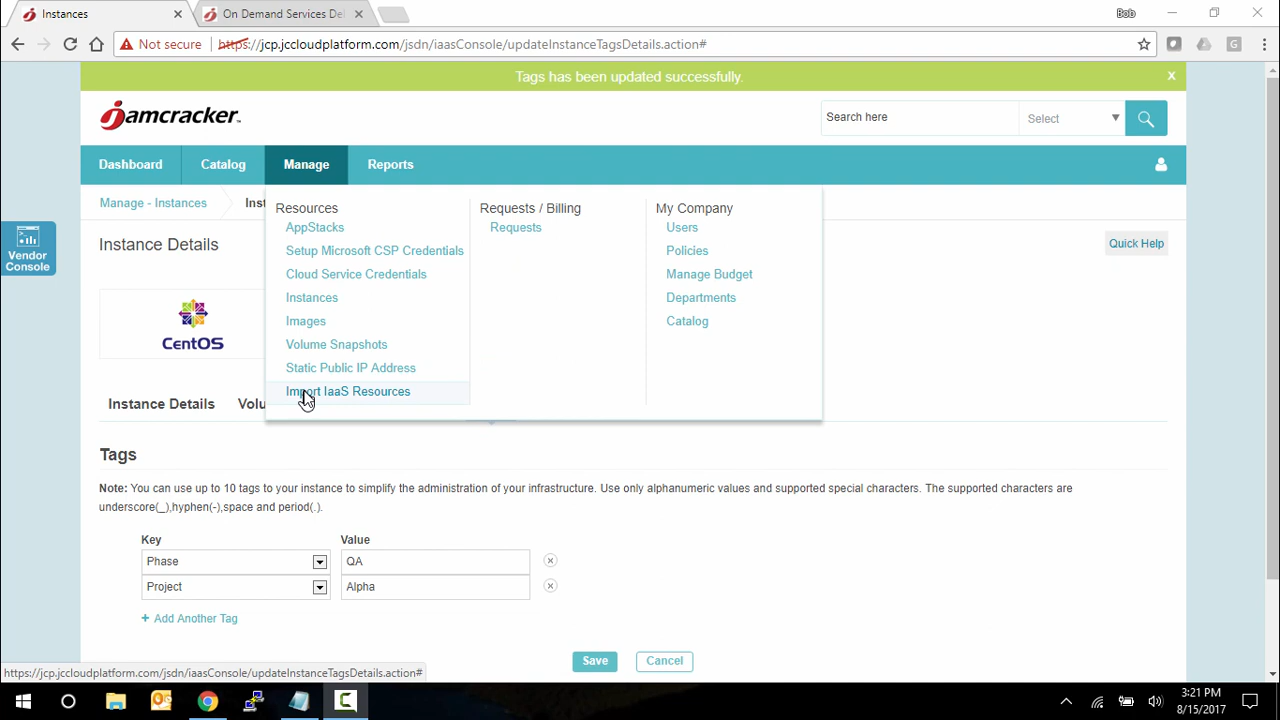 Instances
On Demand Services Del
Bob
Not secure
https://jcp.jccloudplatform.com/jsdn/iaasConsole/updateInstanceTagsDetails.action#
G
Tags has been updated successfully.
x
Jamcracker
Search here
Select
Dashboard
Catalog
Manage
Reports
Manage - Instances
Inst
Vendor
Console
Instance Details
Quick Help
Resources
AppStacks
Setup Microsoft CSP Credentials
Cloud Service Credentials
Instances
Images
Volume Snapshots
Static Public IP Address
Import IaaS Resources
Requests / Billing
Requests
My Company
Users
Policies
Manage Budget
Departments
Catalog
CentOS
Instance Details
Volu
Tags
Note: You can use up to 10 tags to your instance to simplify the administration of your infrastructure. Use only alphanumeric values and supported special characters. The supported characters are
underscore(_),hyphen(-),space and period(.).
Key Value
Phase QA
Project Alpha
+ Add Another Tag
Save Cancel
https://jcp.jccloudplatform.com/jsdn/iaasConsole/updateInstanceTagsDetails.action#
3:21 PM
8/15/2017